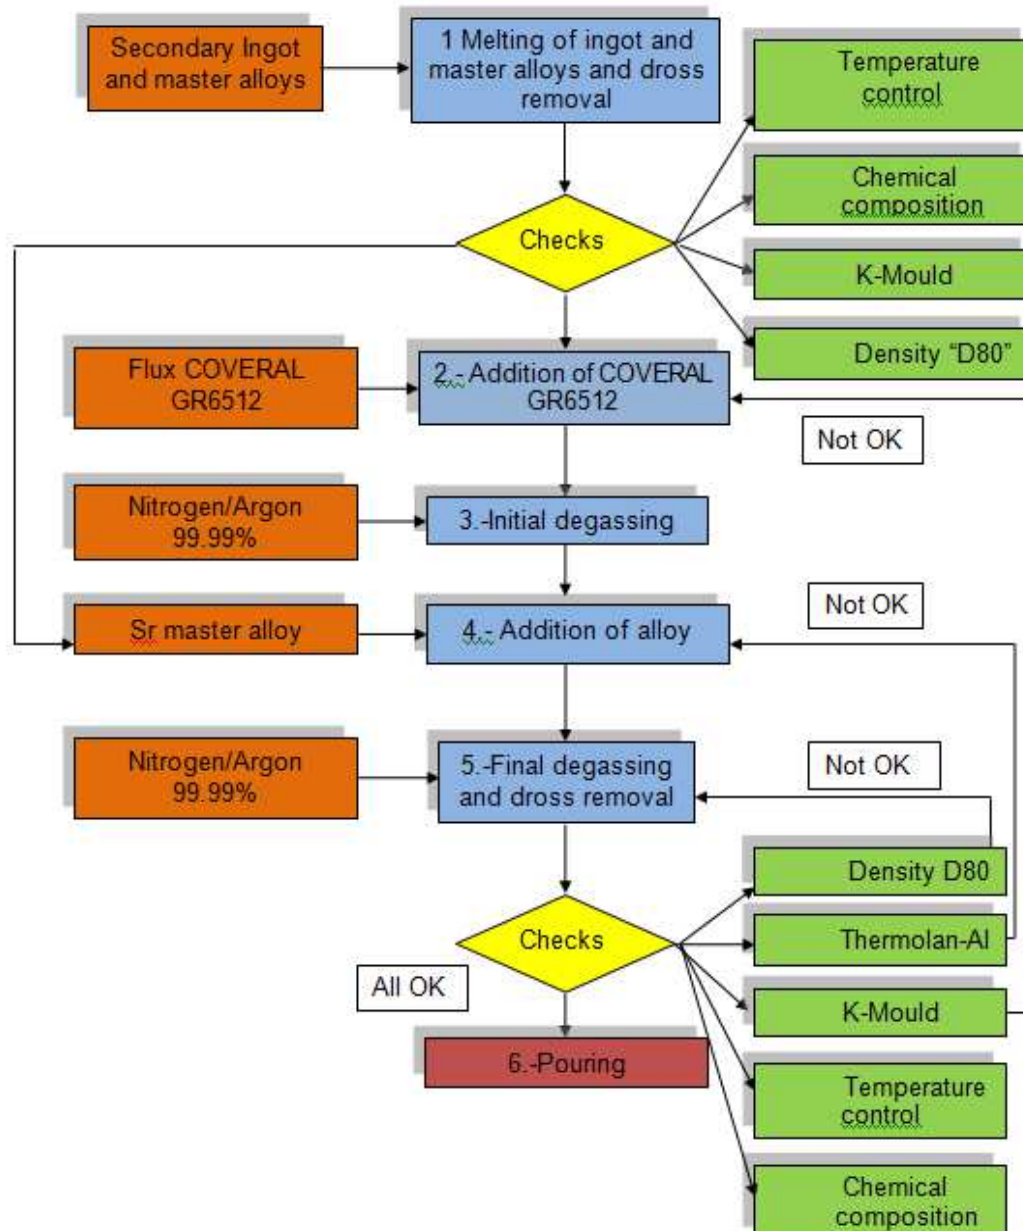 Secondary Ingot
and master alloys
1 Melting of ingot and
master alloys and dross
removal
Temperature
control
Chemical
composition
K-Mould
Density “D80”
Checks
Flux COVERAL
GR6512
2.- Addition of COVERAL
GR6512
Not OK
Nitrogen/Argon
99.99%
3.-Initial degassing
Not OK
Sr master alloy
4.- Addition of alloy
Nitrogen/Argon
99.99%
5.-Final degassing
and dross removal
Not OK
Density D80
Checks
Thermolan-Al
All OK
K-Mould
6.-Pouring
Temperature
control
Chemical
composition